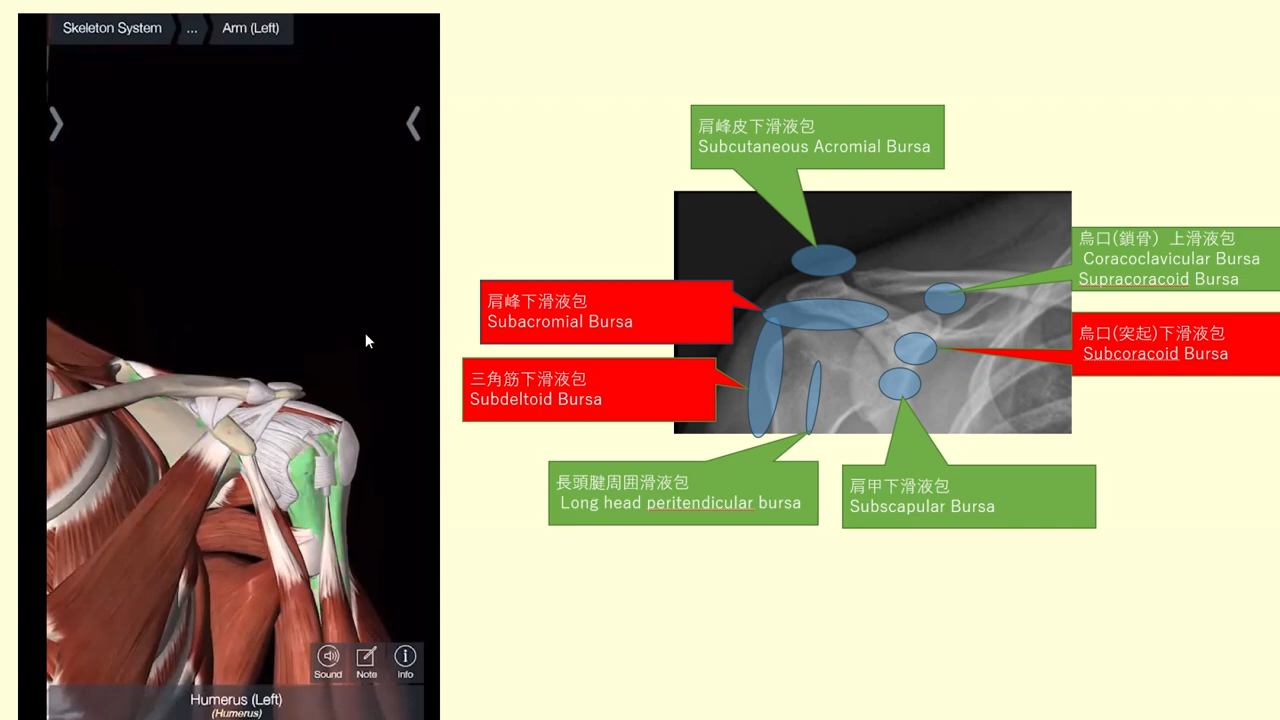 Skeleton System
...
Arm (Left)
Sound
Note
Info
Humerus (Left)
(Humerus)
肩峰皮下滑液包
Subcutaneous Acromial Bursa
烏口(鎖骨）上滑液包
Coracoclavicular Bursa
Supracoracoid Bursa
肩峰下滑液包
Subacromial Bursa
烏口(突起)下滑液包
Subcoracoid Bursa
三角筋下滑液包
Subdeltoid Bursa
長頭腱周囲滑液包
Long head peritendicular bursa
肩甲下滑液包
Subscapular Bursa